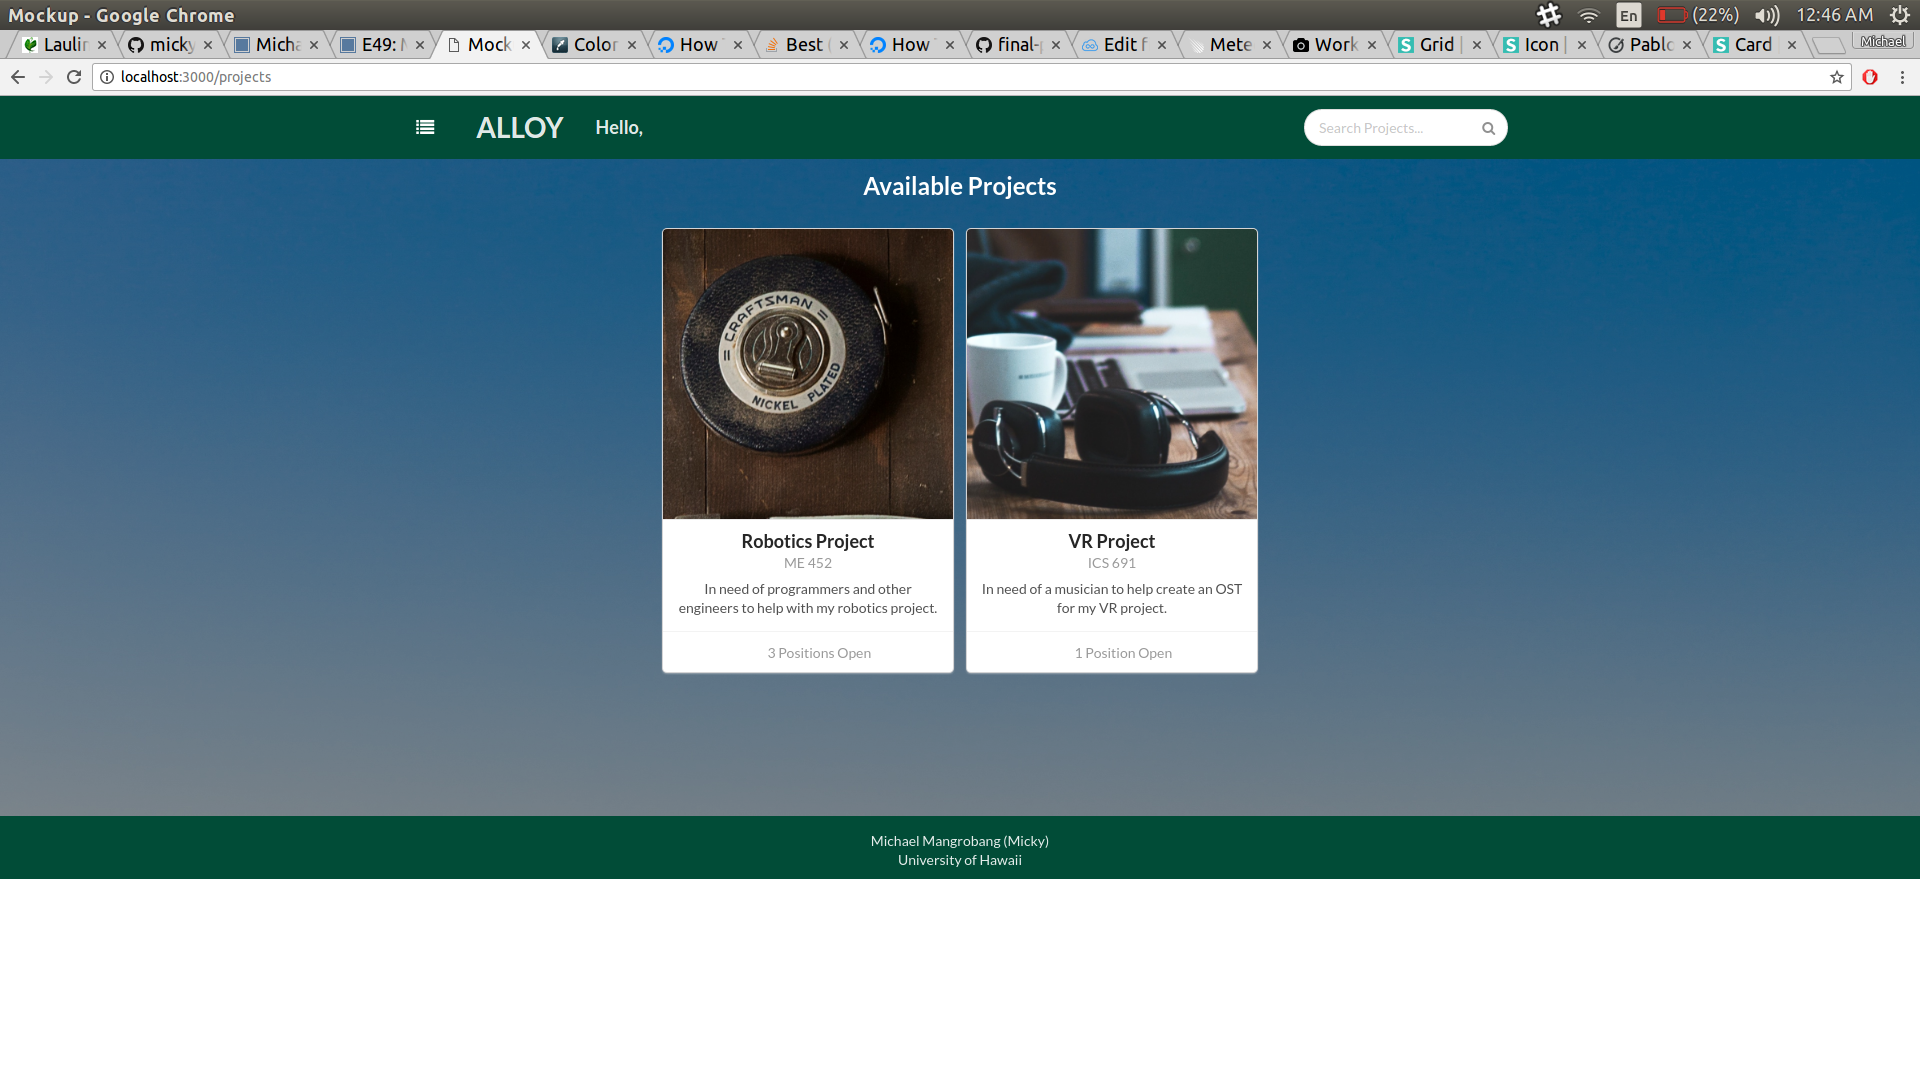 Mockup - Google Chrome
En (22%) 12:46 AM
Laulin micky Micha E49: Mock Color How Best How final- Edit f Mete Work Grid | Icon | Pablo Card Michael
localhost:3000/projects
ALLOY Hello, Search Projects...
Available Projects
= CRAFTSMAN =
NICKEL PLATED
Robotics Project
ME 452
In need of programmers and other
engineers to help with my robotics project.
3 Positions Open
VR Project
ICS 691
In need of a musician to help create an OST
for my VR project.
1 Position Open
Michael Mangrobang (Micky)
University of Hawaii